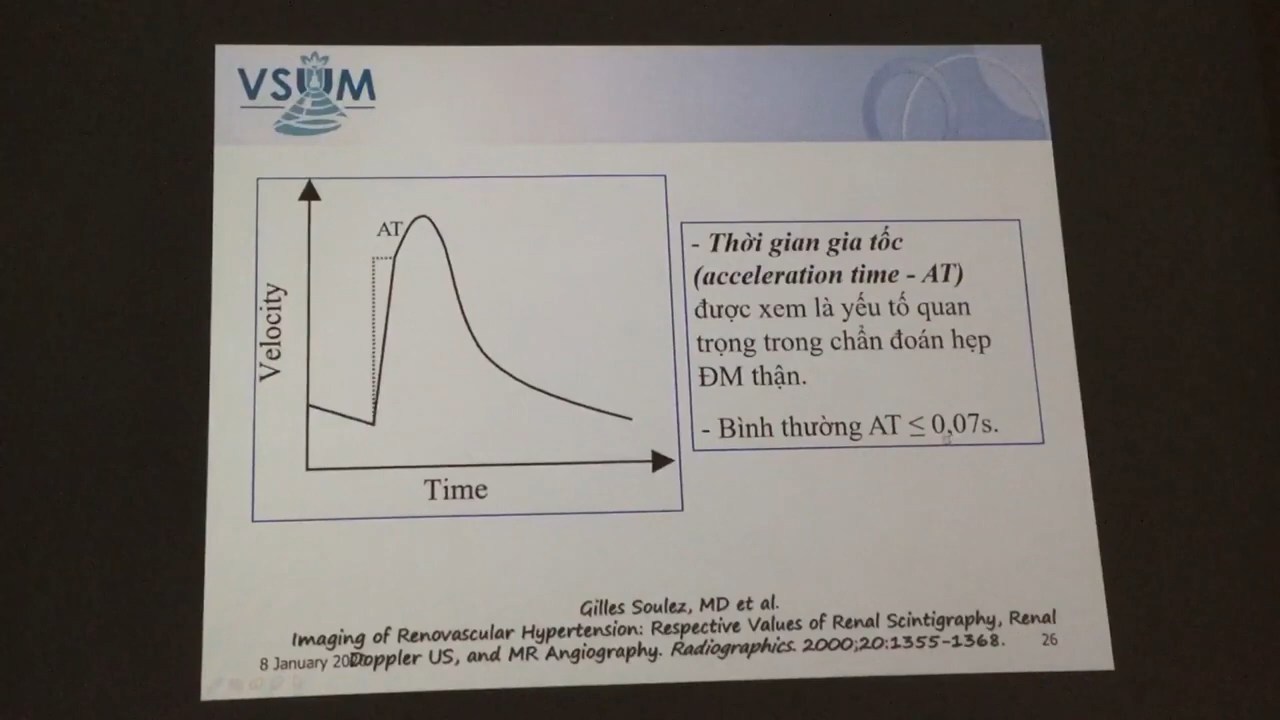 VSUM
AT
Velocity
Time
- Thời gian gia tốc
(acceleration time - AT)
được xem là yếu tố quan
trọng trong chẩn đoán hẹp
ĐM thận.
- Bình thường AT ≤ 0,07s.
Gilles Soulez, MD et al.
Imaging of Renovascular Hypertension: Respective Values of Renal Scintigraphy, Renal
Doppler US, and MR Angiography. Radiographics. 2000;20:1355-1368.
8 January
26